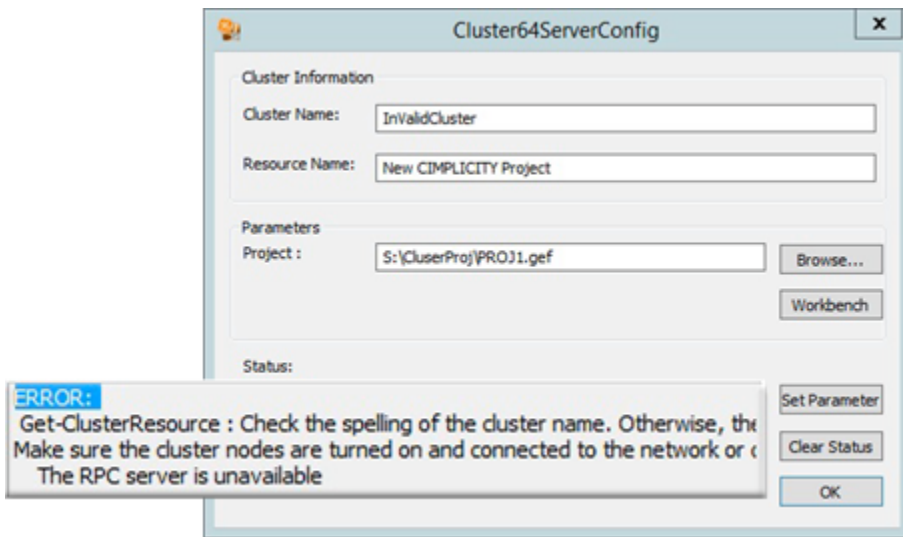 Cluster64ServerConfig
x
Cluster Information
Cluster Name:
InValidCluster
Resource Name:
New CIMPLICITY Project
Parameters
Project :
S:\CluserProj\PROJ1.gef
Browse...
Workbench
Status:
ERROR:
Get-ClusterResource : Check the spelling of the cluster name. Otherwise, the
Make sure the cluster nodes are turned on and connected to the network or
The RPC server is unavailable
Set Parameter
Clear Status
OK